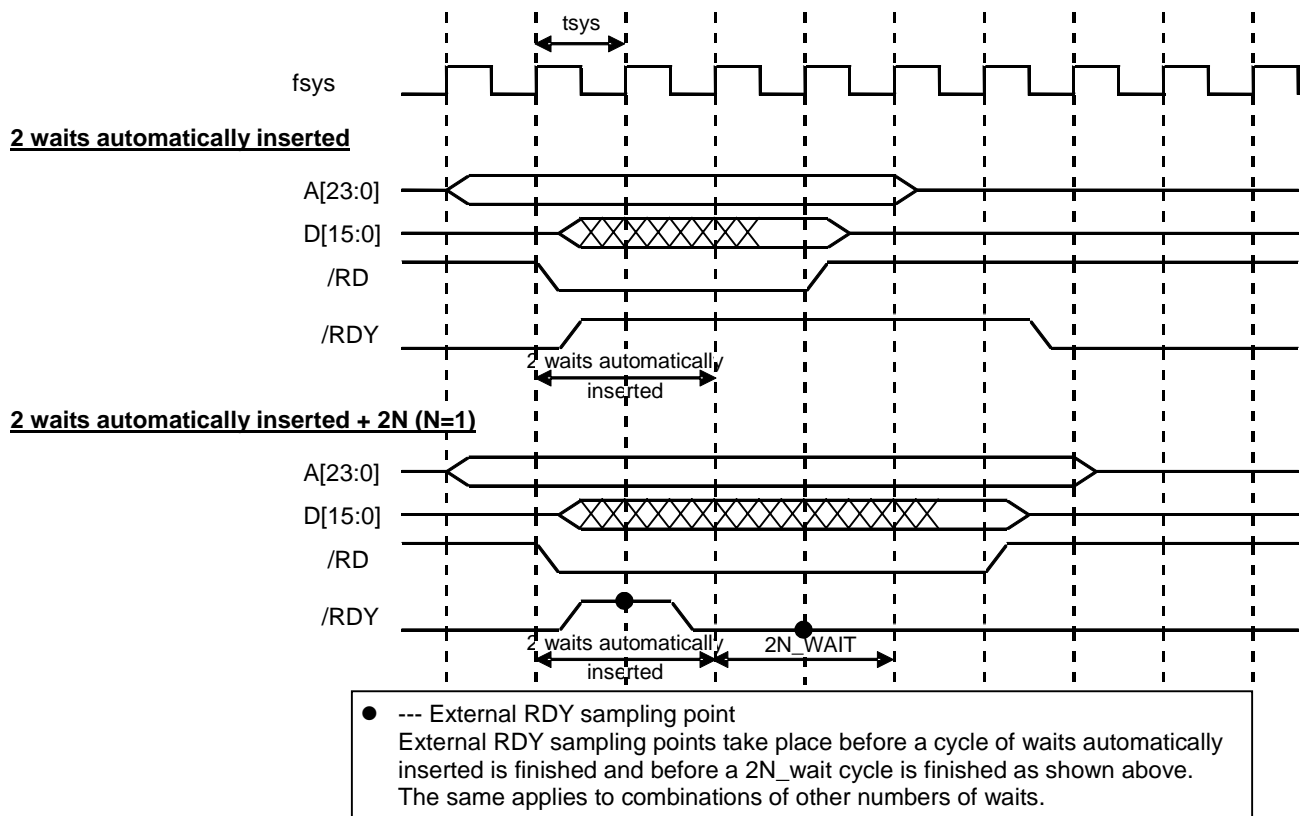 tsys
fsys
2 waits automatically inserted
A[23:0]
D[15:0]
/RD
/RDY
2 waits automatically
inserted
2 waits automatically inserted + 2N (N=1)
A[23:0]
D[15:0]
/RD
/RDY
2 waits automatically
inserted
2N_WAIT
● --- External RDY sampling point
External RDY sampling points take place before a cycle of waits automatically
inserted is finished and before a 2N_wait cycle is finished as shown above.
The same applies to combinations of other numbers of waits.